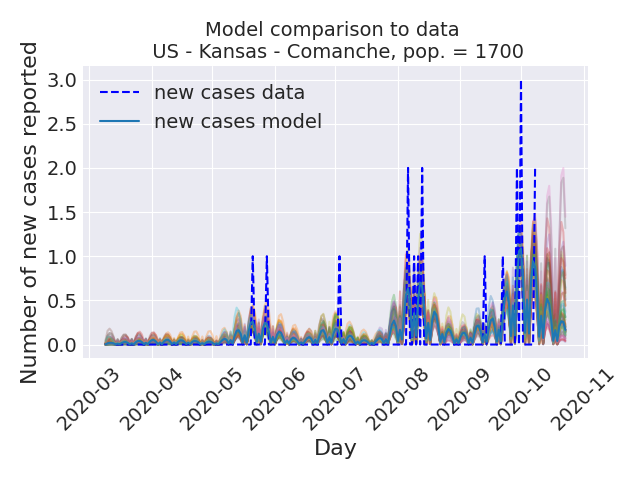 Model comparison to data
US - Kansas - Comanche, pop. = 1700
Number of new cases reported
3.0
2.5
2.0
1.5
1.0
0.5
0.0
new cases data
new cases model
2020-03
2020-04
2020-05
2020-06
2020-07
2020-08
2020-09
2020-10
2020-11
Day